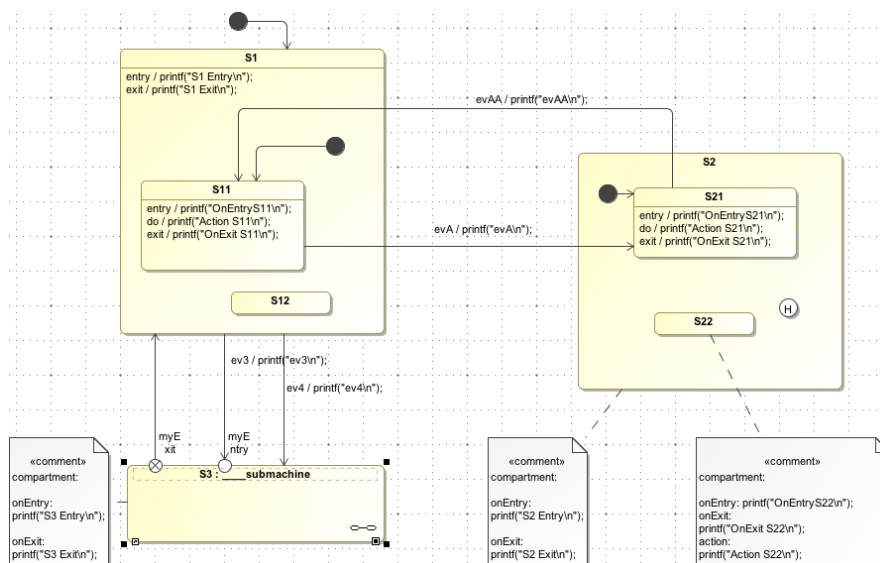 S1
entry / printf("S1 Entry\n");
exit / printf("S1 Exit\n");
evAA / printf("evAA\n");
S2
S11
entry / printf("OnEntryS11\n");
do / printf("Action S11\n");
exit / printf("OnExit S11\n");
S21
entry / printf("OnEntryS21\n");
do / printf("Action S21\n");
exit / printf("OnExit S21\n");
evA / printf("evA\n");
S12
H
S22
ev3 / printf("ev3\n");
ev4 / printf("ev4\n");
myE
xit
myE
ntry
S3 : ____submachine
«comment»
compartment:
onEntry:
printf("S3 Entry\n");
onExit:
printf("S3 Exit\n");
«comment»
compartment:
onEntry:
printf("S2 Entry\n");
onExit:
printf("S2 Exit\n");
«comment»
compartment:
onEntry: printf("OnEntryS22\n");
onExit:
printf("OnExit S22\n");
action:
printf("Action S22\n");